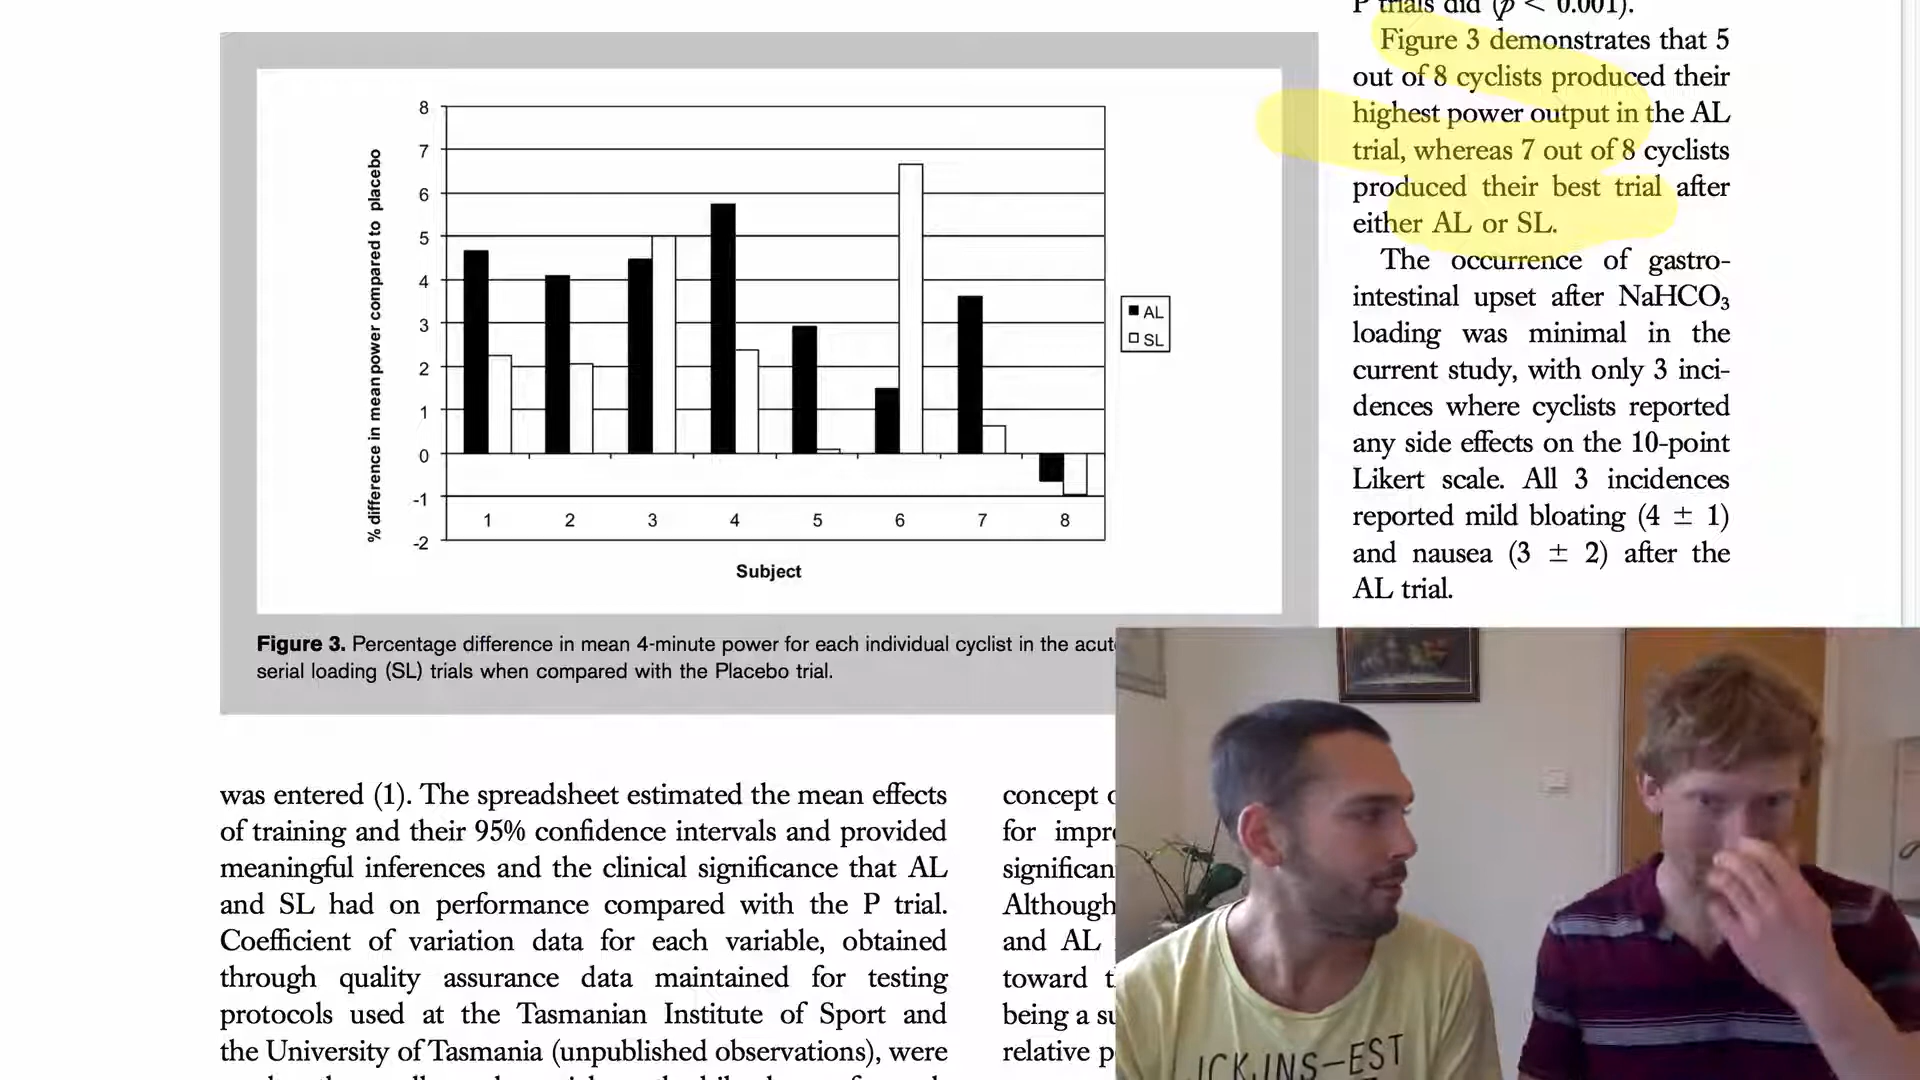 P trials did (p < 0.001).
Figure 3 demonstrates that 5
out of 8 cyclists produced their
highest power output in the AL
trial, whereas 7 out of 8 cyclists
produced their best trial after
either AL or SL.
The occurrence of gastro-
intestinal upset after NaHCO₃
loading was minimal in the
current study, with only 3 inci-
dences where cyclists reported
any side effects on the 10-point
Likert scale. All 3 incidences
reported mild bloating (4 ± 1)
and nausea (3 ± 2) after the
AL trial.
% difference in mean power compared to placebo
8
7
6
5
4
3
2
1
0
-1
-2
1 2 3 4 5 6 7 8
Subject
AL
SL
Figure 3. Percentage difference in mean 4-minute power for each individual cyclist in the acut
serial loading (SL) trials when compared with the Placebo trial.
was entered (1). The spreadsheet estimated the mean effects
of training and their 95% confidence intervals and provided
meaningful inferences and the clinical significance that AL
and SL had on performance compared with the P trial.
Coefficient of variation data for each variable, obtained
through quality assurance data maintained for testing
protocols used at the Tasmanian Institute of Sport and
the University of Tasmania (unpublished observations), were
concept
for impr
significan
Although
and AL
toward
being a su
relative p